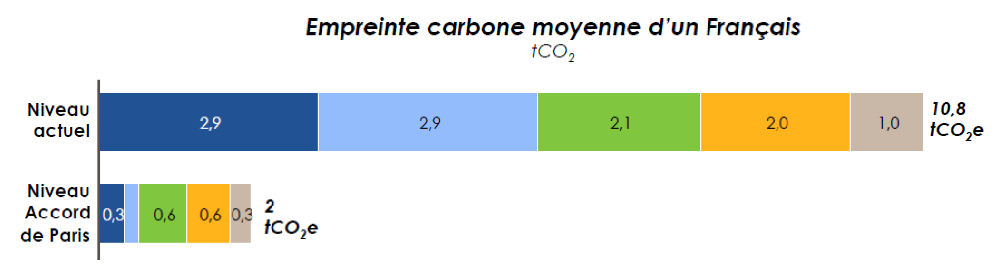 Empreinte carbone moyenne d'un Français
tCO₂
Niveau
actuel
2,9
2,9
2,1
2,0
1,0
10,8
tCO₂e
Niveau
Accord
de Paris
0,3
0,6
0,6
0,3
2
tCO₂e